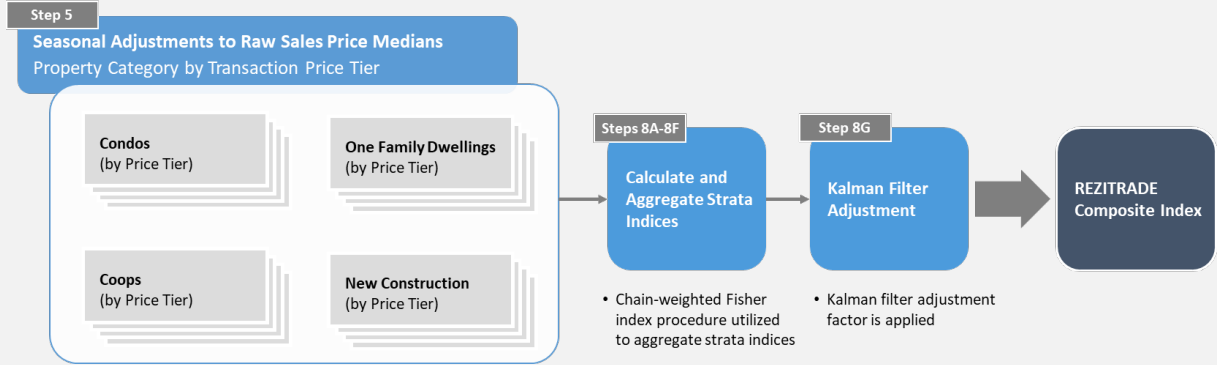 Step 5
Seasonal Adjustments to Raw Sales Price Medians
Property Category by Transaction Price Tier
Condos
(by Price Tier)
One Family Dwellings
(by Price Tier)
Coops
(by Price Tier)
New Construction
(by Price Tier)
Steps 8A-8F
Calculate and
Aggregate Strata
Indices
• Chain-weighted Fisher
index procedure utilized
to aggregate strata indices
Step 8G
Kalman Filter
Adjustment
• Kalman filter adjustment
factor is applied
REZITRADE
Composite Index